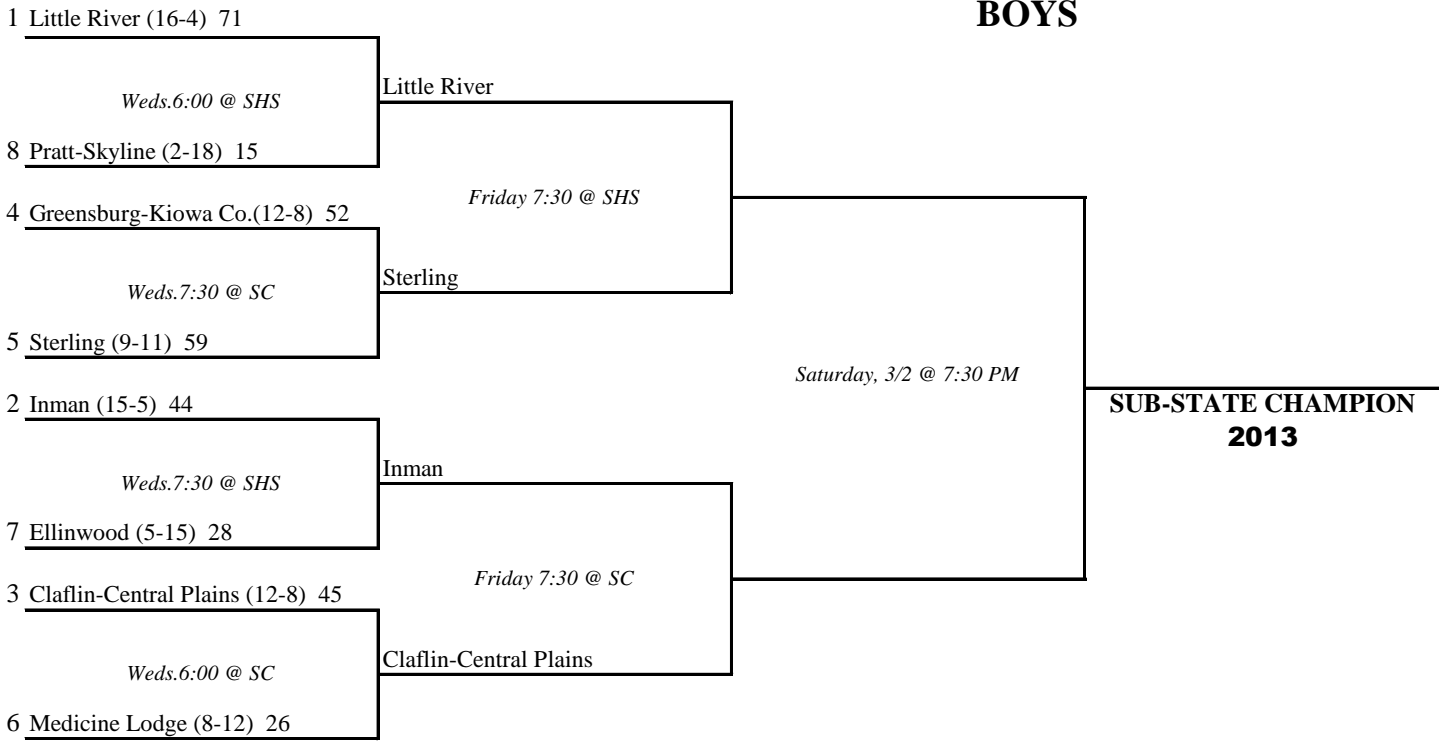 BOYS
1 Little River (16-4) 71
Weds.6:00 @ SHS
8 Pratt-Skyline (2-18) 15
4 Greensburg-Kiowa Co.(12-8) 52
Weds.7:30 @ SC
5 Sterling (9-11) 59
2 Inman (15-5) 44
Weds.7:30 @ SHS
7 Ellinwood (5-15) 28
3 Claflin-Central Plains (12-8) 45
Weds.6:00 @ SC
6 Medicine Lodge (8-12) 26
Little River
Friday 7:30 @ SHS
Sterling
Inman
Friday 7:30 @ SC
Claflin-Central Plains
Saturday, 3/2 @ 7:30 PM
SUB-STATE CHAMPION
2013